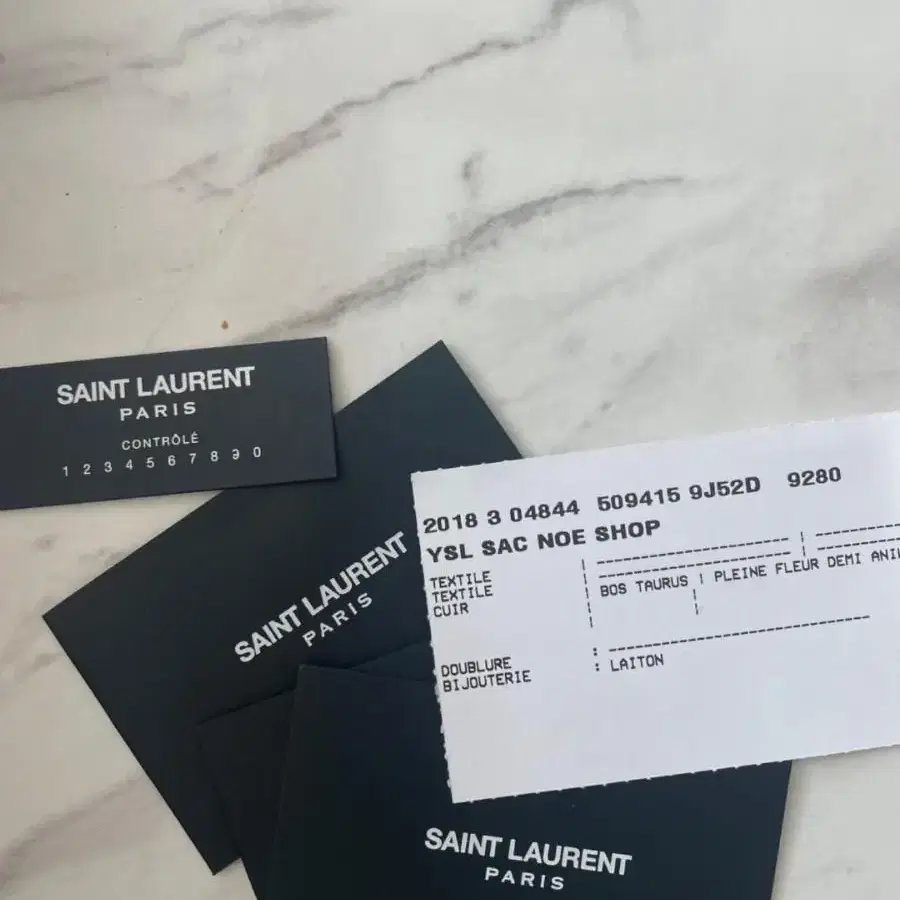 SAINT LAURENT
PARIS
CONTRÔLÉ
1 2 3 4 5 6 7 8 9 0
SAINT LAURENT
PARIS
2018 3 04844 509415 9J52D 9280
YSL SAC NOE SHOP
TEXTILE
TEXTILE
CUIR BOS TAURUS | PLEINE FLEUR DEMI
DOUBLURE :
BIJOUTERIE : LAITON
SAINT LAURENT
PARIS